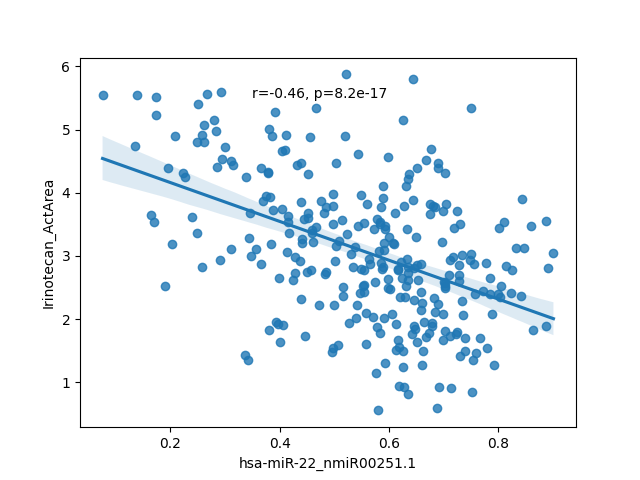 r=-0.46, p=8.2e-17
6
5
4
3
2
1
Irinotecan_ActArea
0.2 0.4 0.6 0.8
hsa-miR-22_nmiR00251.1